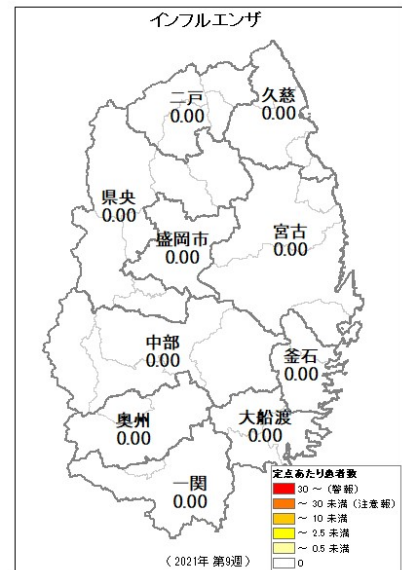 インフルエンザ
二戸
0.00
久慈
0.00
県央
0.00
盛岡市
0.00
宮古
0.00
中部
0.00
釜石
0.00
奥州
0.00
大船渡
0.00
一関
0.00
定点あたり患者数
30 ~ (警報)
~ 30 未満 (注意報)
~ 10 未満
~ 2.5 未満
~ 0.5 未満
0
(2021年 第9週)